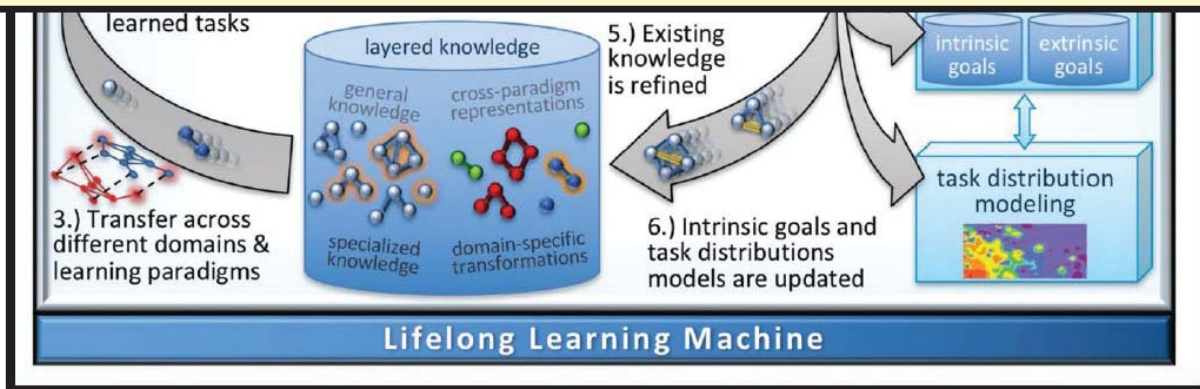 learned tasks
layered knowledge
general
knowledge
cross-paradigm
representations
specialized
knowledge
domain-specific
transformations
3.) Transfer across
different domains &
learning paradigms
5.) Existing
knowledge
is refined
6.) Intrinsic goals and
task distributions
models are updated
intrinsic
goals
extrinsic
goals
task distribution
modeling
Lifelong Learning Machine